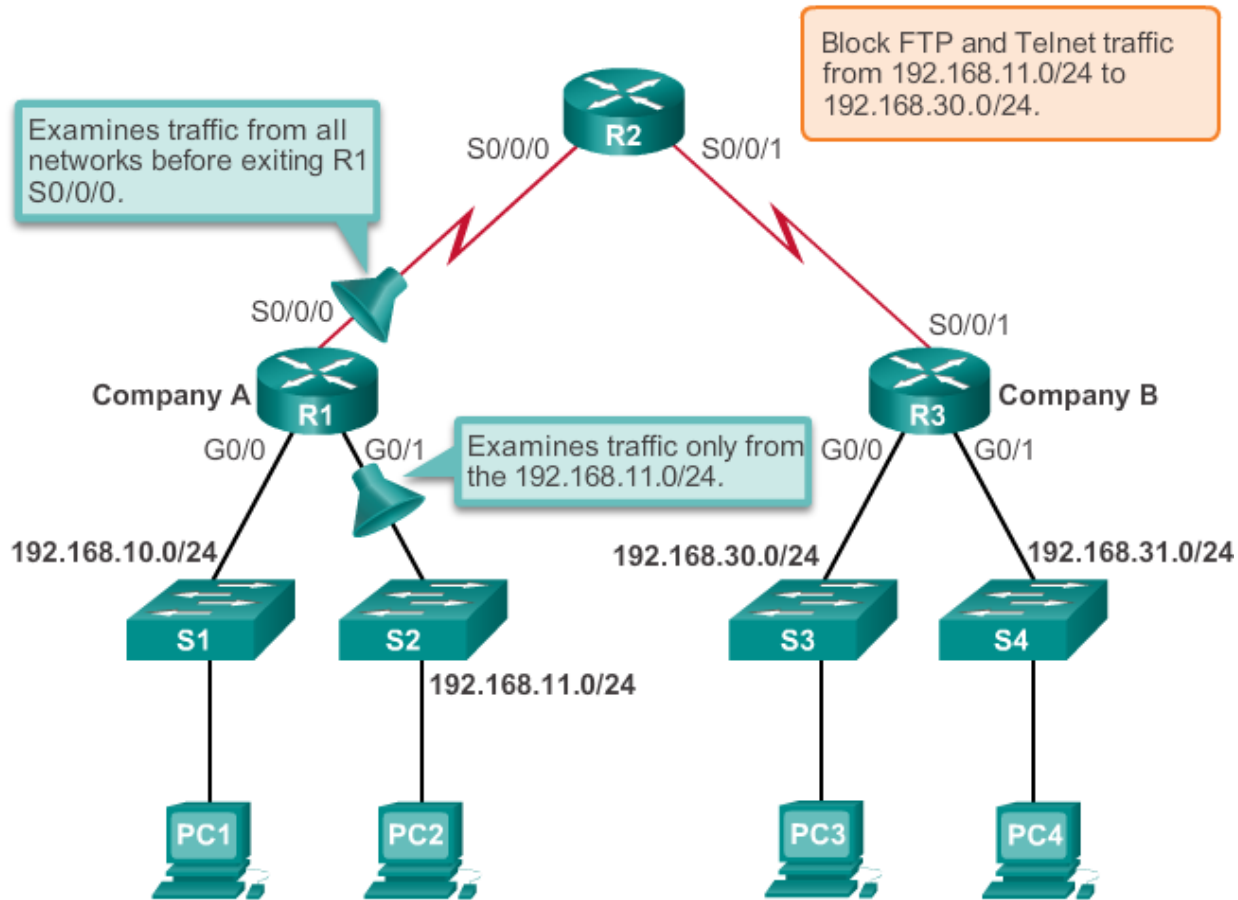 Block FTP and Telnet traffic
from 192.168.11.0/24 to
192.168.30.0/24.
Examines traffic from all
networks before exiting R1
S0/0/0.
R2
S0/0/0
S0/0/1
S0/0/0
S0/0/1
Company A
R1
R3
Company B
G0/0
G0/1
Examines traffic only from
the 192.168.11.0/24.
G0/0
G0/1
192.168.10.0/24
192.168.30.0/24
192.168.31.0/24
S1
S2
S3
S4
192.168.11.0/24
PC1
PC2
PC3
PC4